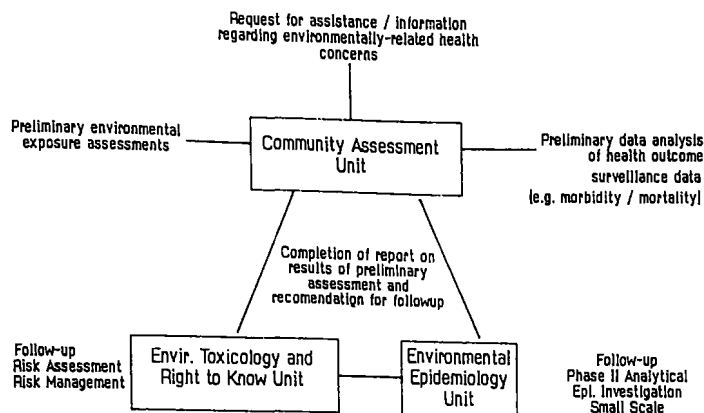 Request for assistance / information
regarding environmentally-related health
concerns
Preliminary environmental
exposure assessments
Community Assessment
Unit
Preliminary data analysis
of health outcome
surveillance data
(e.g. morbidity / mortality)
Completion of report on
results of preliminary
assessment and
recomendation for followup
Follow-up
Risk Assessment
Risk Management
Envir. Toxicology and
Right to Know Unit
Environmental
Epidemiology
Unit
Follow-up
Phase II Analytical
Epi. Investigation
Small Scale